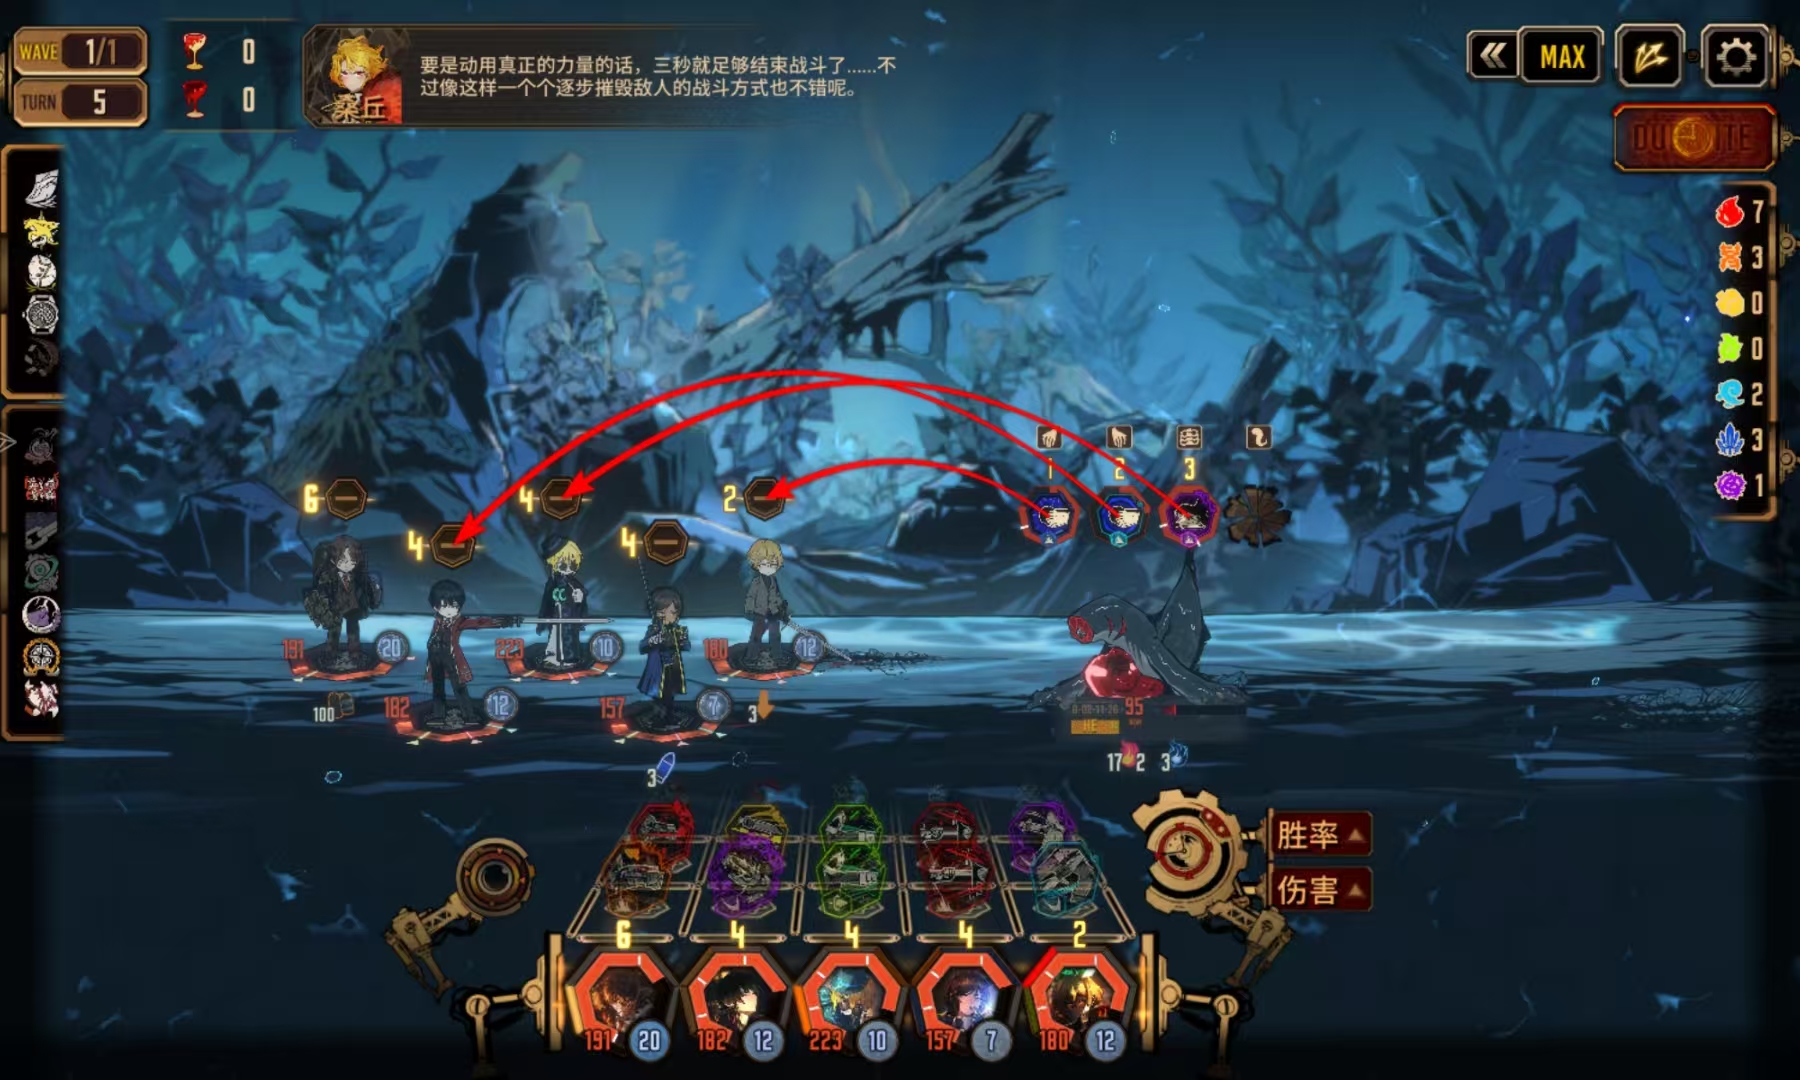 WAVE 1/1
TURN 5
0
0
桑丘
要是动用真正的力量的话，三秒就足够结束战斗了......不
过像这样一个个逐步摧毁敌人的战斗方式也不错呢。
MAX
7
3
0
0
2
3
1
1 2 3
6 4 2
4 4
191 20 223 10 180 12
182 12 157 7
100 3
3
95
HE
17 2 3
胜率
伤害
6 4 4 4 2
191 20 182 12 223 10 157 7 180 12